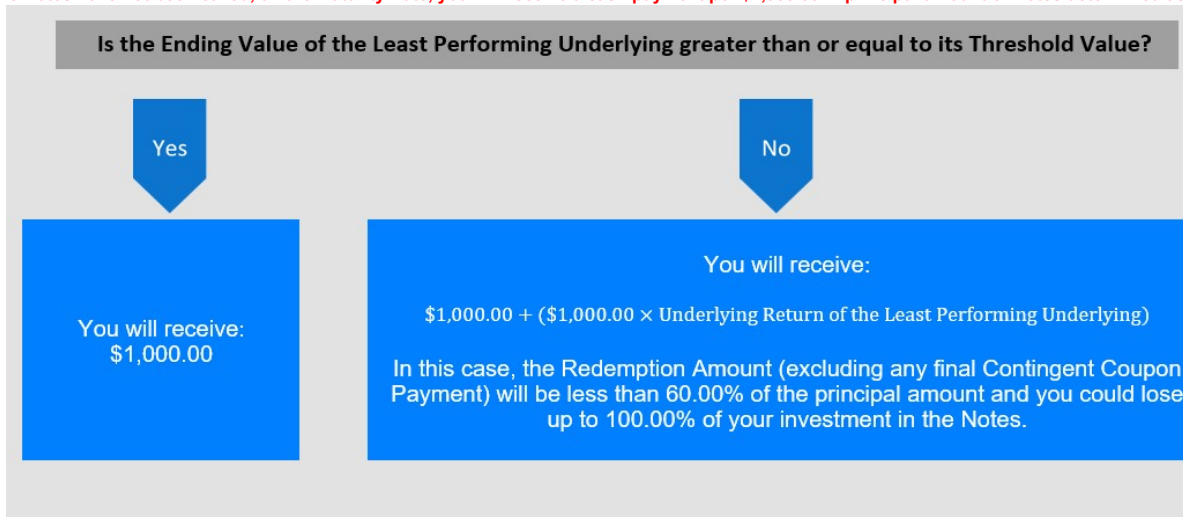 Is the Ending Value of the Least Performing Underlying greater than or equal to its Threshold Value?
Yes
No
You will receive:
$1,000.00
You will receive:
$1,000.00 + ($1,000.00 × Underlying Return of the Least Performing Underlying)
In this case, the Redemption Amount (excluding any final Contingent Coupon
Payment) will be less than 60.00% of the principal amount and you could lose
up to 100.00% of your investment in the Notes.